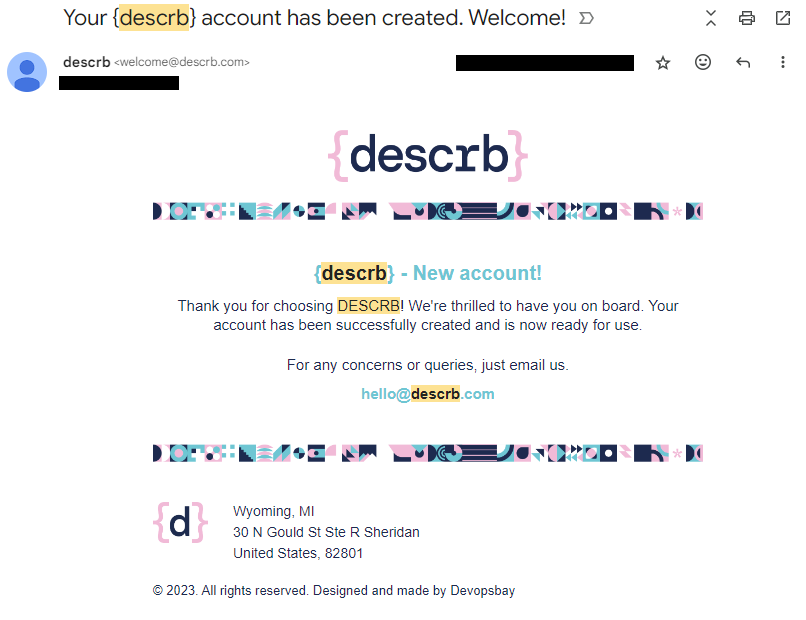 Your {descrb} account has been created. Welcome!
descrb <welcome@descrb.com>
{descrb}
{descrb} - New account!
Thank you for choosing DESCRB! We're thrilled to have you on board. Your
account has been successfully created and is now ready for use.
For any concerns or queries, just email us.
hello@descrb.com
{d}
Wyoming, MI
30 N Gould St Ste R Sheridan
United States, 82801
© 2023. All rights reserved. Designed and made by Devopsbay